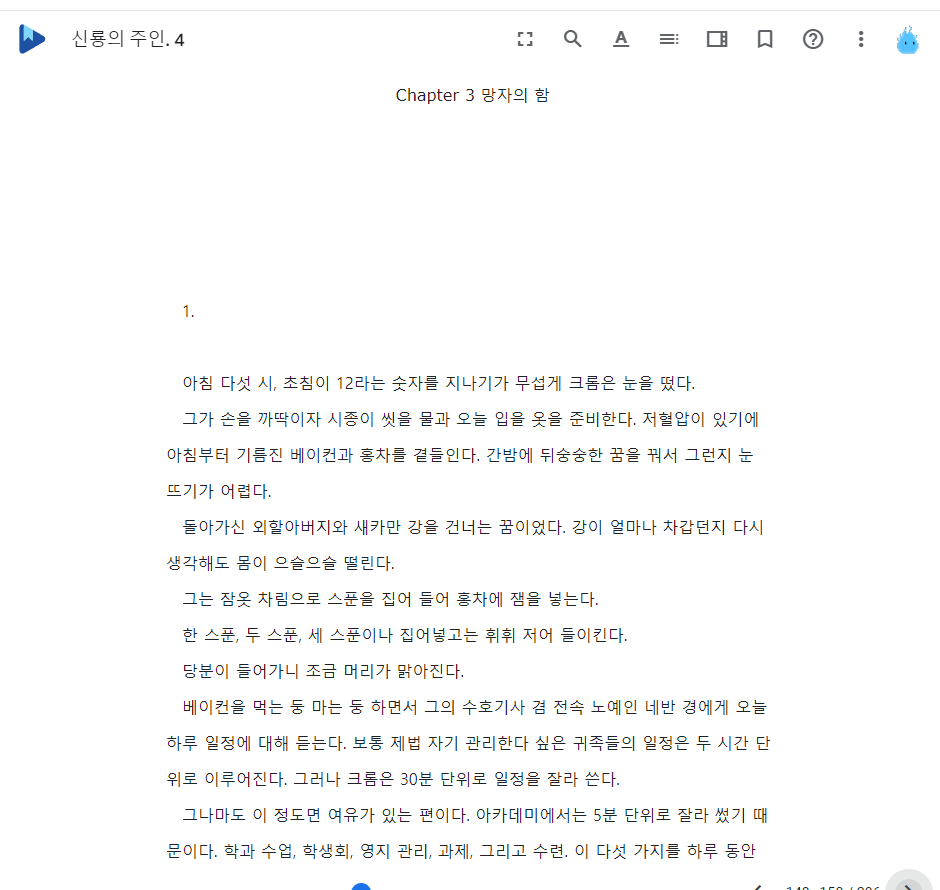 신룡의 주인. 4
Chapter 3 망자의 함
1.
아침 다섯 시, 초침이 12라는 숫자를 지나기가 무섭게 크롬은 눈을 떴다.
그가 손을 까딱이자 시종이 씻을 물과 오늘 입을 옷을 준비한다. 저혈압이 있기에
아침부터 기름진 베이컨과 홍차를 곁들인다. 간밤에 뒤숭숭한 꿈을 꿔서 그런지 눈
뜨기가 어렵다.
돌아가신 외할아버지와 새카만 강을 건너는 꿈이었다. 강이 얼마나 차갑던지 다시
생각해도 몸이 으슬으슬 떨린다.
그는 잠옷 차림으로 스푼을 집어 들어 홍차에 잼을 넣는다.
한 스푼, 두 스푼, 세 스푼이나 집어넣고는 휘휘 저어 들이킨다.
당분이 들어가니 조금 머리가 맑아진다.
베이컨을 먹는 둥 마는 둥 하면서 그의 수호기사 겸 전속 노예인 네반 경에게 오늘
하루 일정에 대해 듣는다. 보통 제법 자기 관리한다 싶은 귀족들의 일정은 두 시간 단
위로 이루어진다. 그러나 크롬은 30분 단위로 일정을 잘라 쓴다.
그나마도 이 정도면 여유가 있는 편이다. 아카데미에서는 5분 단위로 잘라 썼기 때
문이다. 학과 수업, 학생회, 영지 관리, 과제, 그리고 수련. 이 다섯 가지를 하루 동안